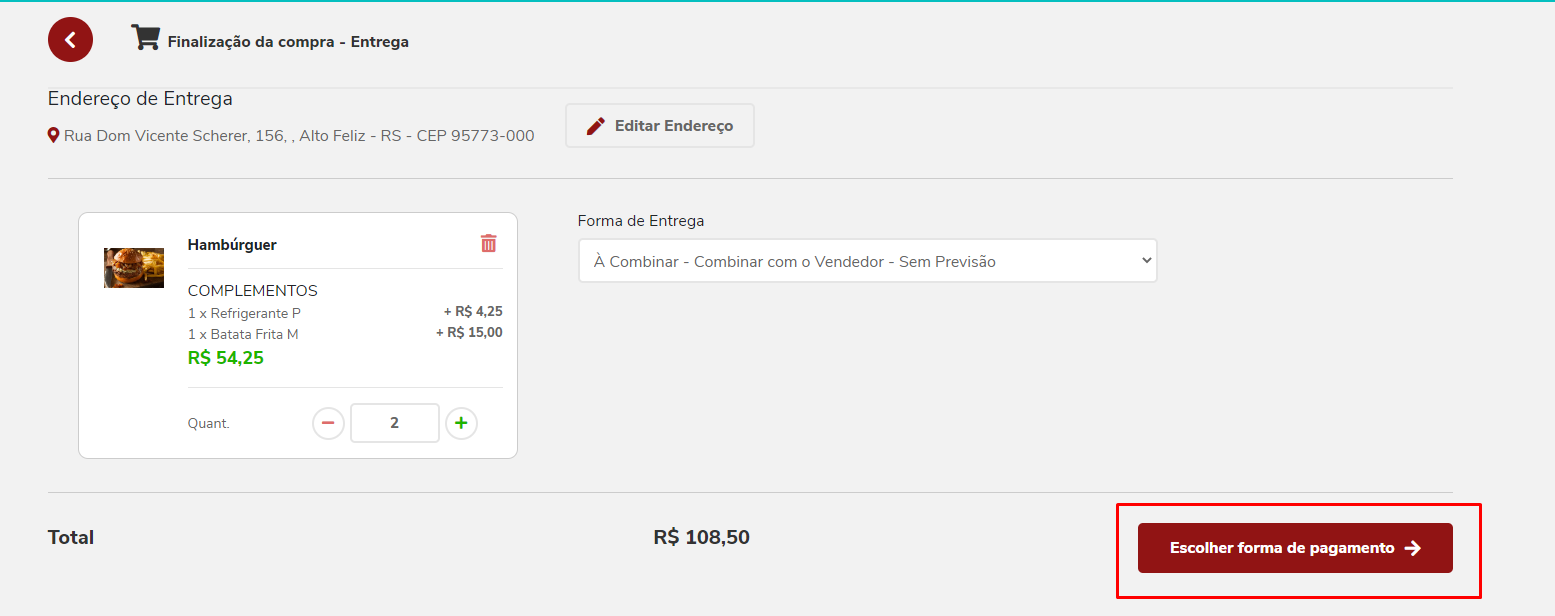 Finalização da compra - Entrega
Endereço de Entrega
Rua Dom Vicente Scherer, 156, , Alto Feliz - RS - CEP 95773-000
Editar Endereço
Hambúrguer
COMPLEMENTOS
1 x Refrigerante P + R$ 4,25
1 x Batata Frita M + R$ 15,00
R$ 54,25
Quant. 2
Forma de Entrega
À Combinar - Combinar com o Vendedor - Sem Previsão
Total R$ 108,50
Escolher forma de pagamento